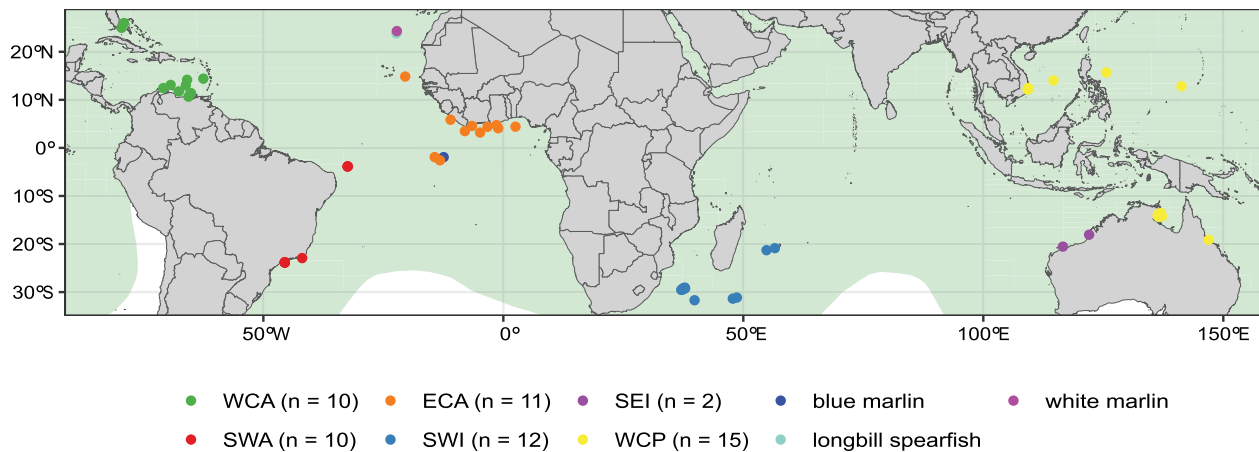 20°N
10°N
0°
10°S
20°S
30°S
50°W 0° 50°E 100°E 150°E
WCA (n = 10) ECA (n = 11) SEI (n = 2) blue marlin white marlin
SWA (n = 10) SWI (n = 12) WCP (n = 15) longbill spearfish